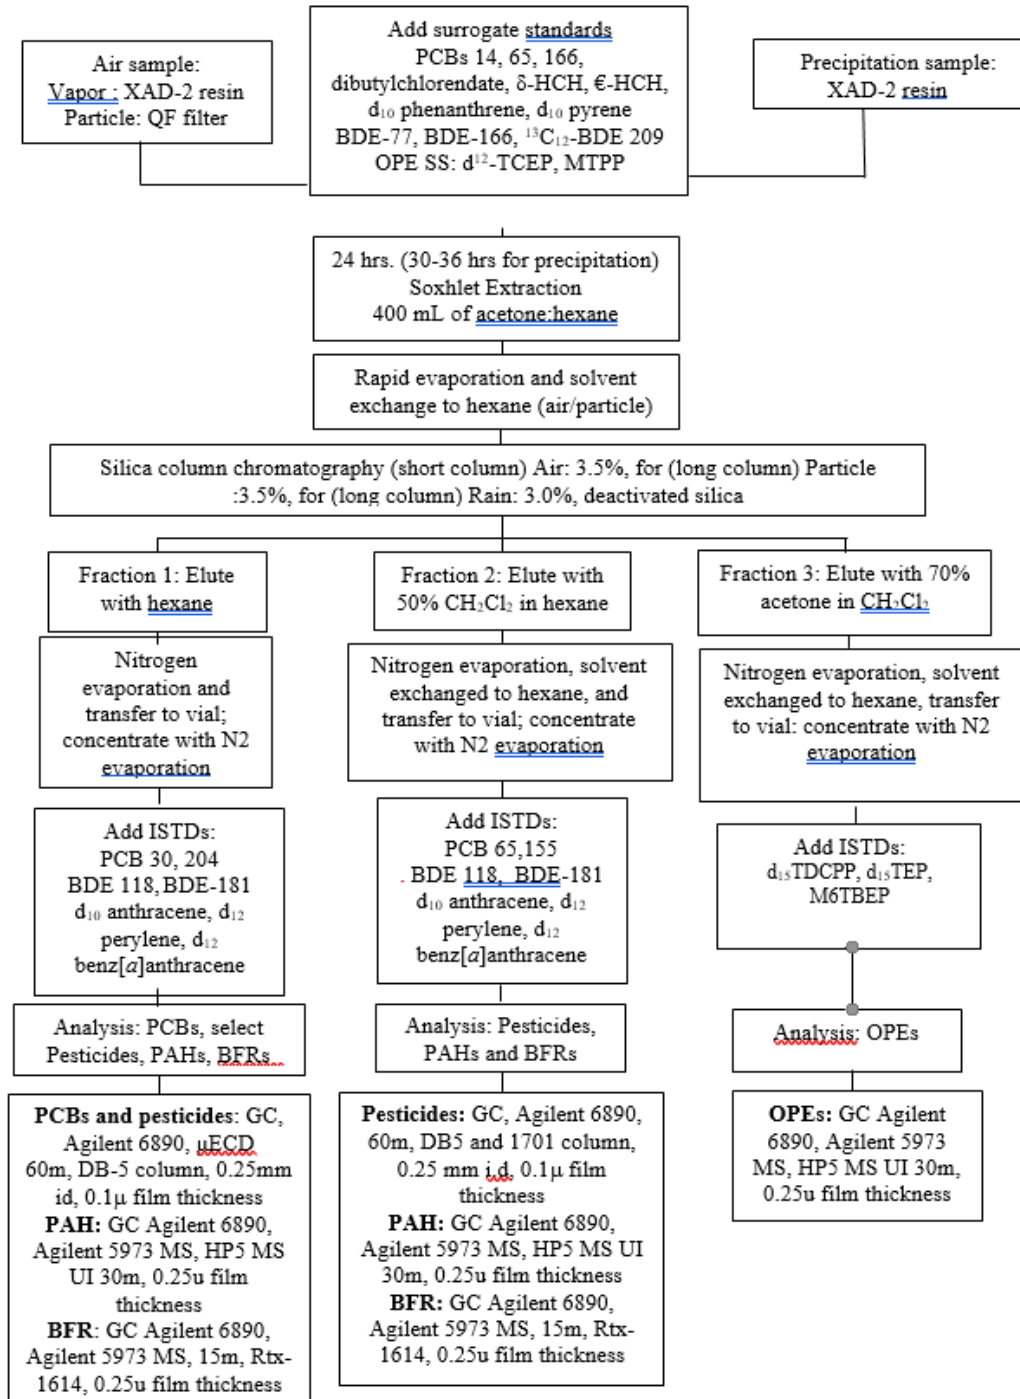 Air sample:
Vapor : XAD-2 resin
Particle: QF filter
Add surrogate standards
PCBs 14, 65, 166,
dibutylchlorendate, δ-HCH, €-HCH,
d₁₀ phenanthrene, d₁₀ pyrene
BDE-77, BDE-166, ¹³C₁₂-BDE 209
OPE SS: d¹²-TCEP, MTPP
Precipitation sample:
XAD-2 resin
24 hrs. (30-36 hrs for precipitation)
Soxhlet Extraction
400 mL of acetone:hexane
Rapid evaporation and solvent
exchange to hexane (air/particle)
Silica column chromatography (short column) Air: 3.5%, for (long column) Particle
:3.5%, for (long column) Rain: 3.0%, deactivated silica
Fraction 1: Elute
with hexane
Nitrogen
evaporation and
transfer to vial;
concentrate with N2
evaporation
Add ISTDs:
PCB 30, 204
BDE 118, BDE-181
d₁₀ anthracene, d₁₂
perylene, d₁₂
benz[a]anthracene
Analysis: PCBs, select
Pesticides, PAHs, BFRs
PCBs and pesticides: GC,
Agilent 6890, µECD
60m, DB-5 column, 0.25mm
id, 0.1µ film thickness
PAH: GC Agilent 6890,
Agilent 5973 MS, HP5 MS
UI 30m, 0.25u film
thickness
BFR: GC Agilent 6890,
Agilent 5973 MS, 15m, Rtx-
1614, 0.25u film thickness
Fraction 2: Elute with
50% CH₂Cl₂ in hexane
Nitrogen evaporation, solvent
exchanged to hexane, and
transfer to vial; concentrate
with N2 evaporation
Add ISTDs:
PCB 65,155
. BDE 118, BDE-181
d₁₀ anthracene, d₁₂
perylene, d₁₂
benz[a]anthracene
Analysis: Pesticides,
PAHs and BFRs
Pesticides: GC, Agilent 6890,
60m, DB5 and 1701 column,
0.25 mm i.d, 0.1µ film
thickness
PAH: GC Agilent 6890,
Agilent 5973 MS, HP5 MS UI
30m, 0.25u film thickness
BFR: GC Agilent 6890,
Agilent 5973 MS, 15m, Rtx-
1614, 0.25u film thickness
Fraction 3: Elute with 70%
acetone in CH₂Cl₂
Nitrogen evaporation, solvent
exchanged to hexane, transfer
to vial: concentrate with N2
evaporation
Add ISTDs:
d₁₅TDCPP, d₁₅TEP,
M6TBEP
Analysis: OPEs
OPEs: GC Agilent
6890, Agilent 5973
MS, HP5 MS UI 30m,
0.25u film thickness